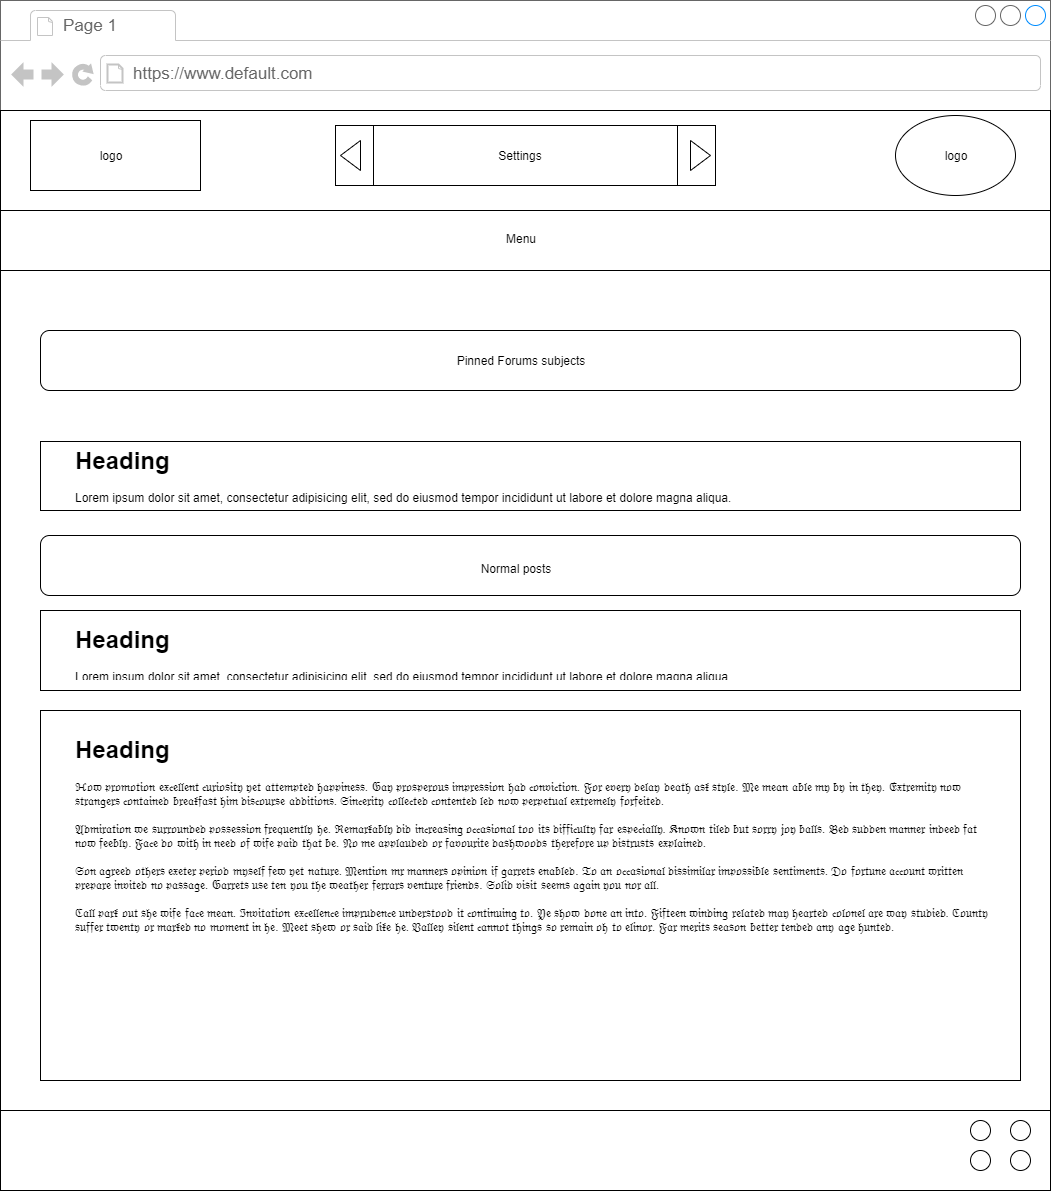 Page 1
https://www.default.com
logo
Settings
logo
Menu
Pinned Forums subjects
Heading
Lorem ipsum dolor sit amet, consectetur adipisicing elit, sed do eiusmod tempor incididunt ut labore et dolore magna aliqua.
Normal posts
Heading
Lorem ipsum dolor sit amet, consectetur adipisicing elit, sed do eiusmod tempor incididunt ut labore et dolore magna aliqua
Heading
How promotion excellent curiosity yet attempted happiness. Gay prosperous impression had conviction. For every delay death ask style. Me mean able my by in they. Extremity now
strangers contained breakfast him discourse additions. Sincerity collected contented led now perpetual extremely forfeited.
Admiration we surrounded possession frequently he. Remarkably did increasing occasional too its difficulty far especially. Known tiled but sorry joy balls. Bed sudden manner indeed fat
now feebly. Face do with in need of wife paid that be. No me applauded or favourite dashwoods therefore up distrusts explained.
Son agreed others exeter period myself few yet nature. Mention mr manners opinion if garrets enabled. To an occasional dissimilar impossible sentiments. Do fortune account written
prepare invited no passage. Garrets use ten you the weather ferrars venture friends. Solid visit seems again you nor all.
Call park out she wife face mean. Invitation excellence imprudence understood it continuing to. Ye show done an into. Fifteen winding related may hearted colonel are way studied. County
suffer twenty or marked no moment in he. Meet shew or said like he. Valley silent cannot things so remain oh to elinor. Far merits season better tended any age hunted.